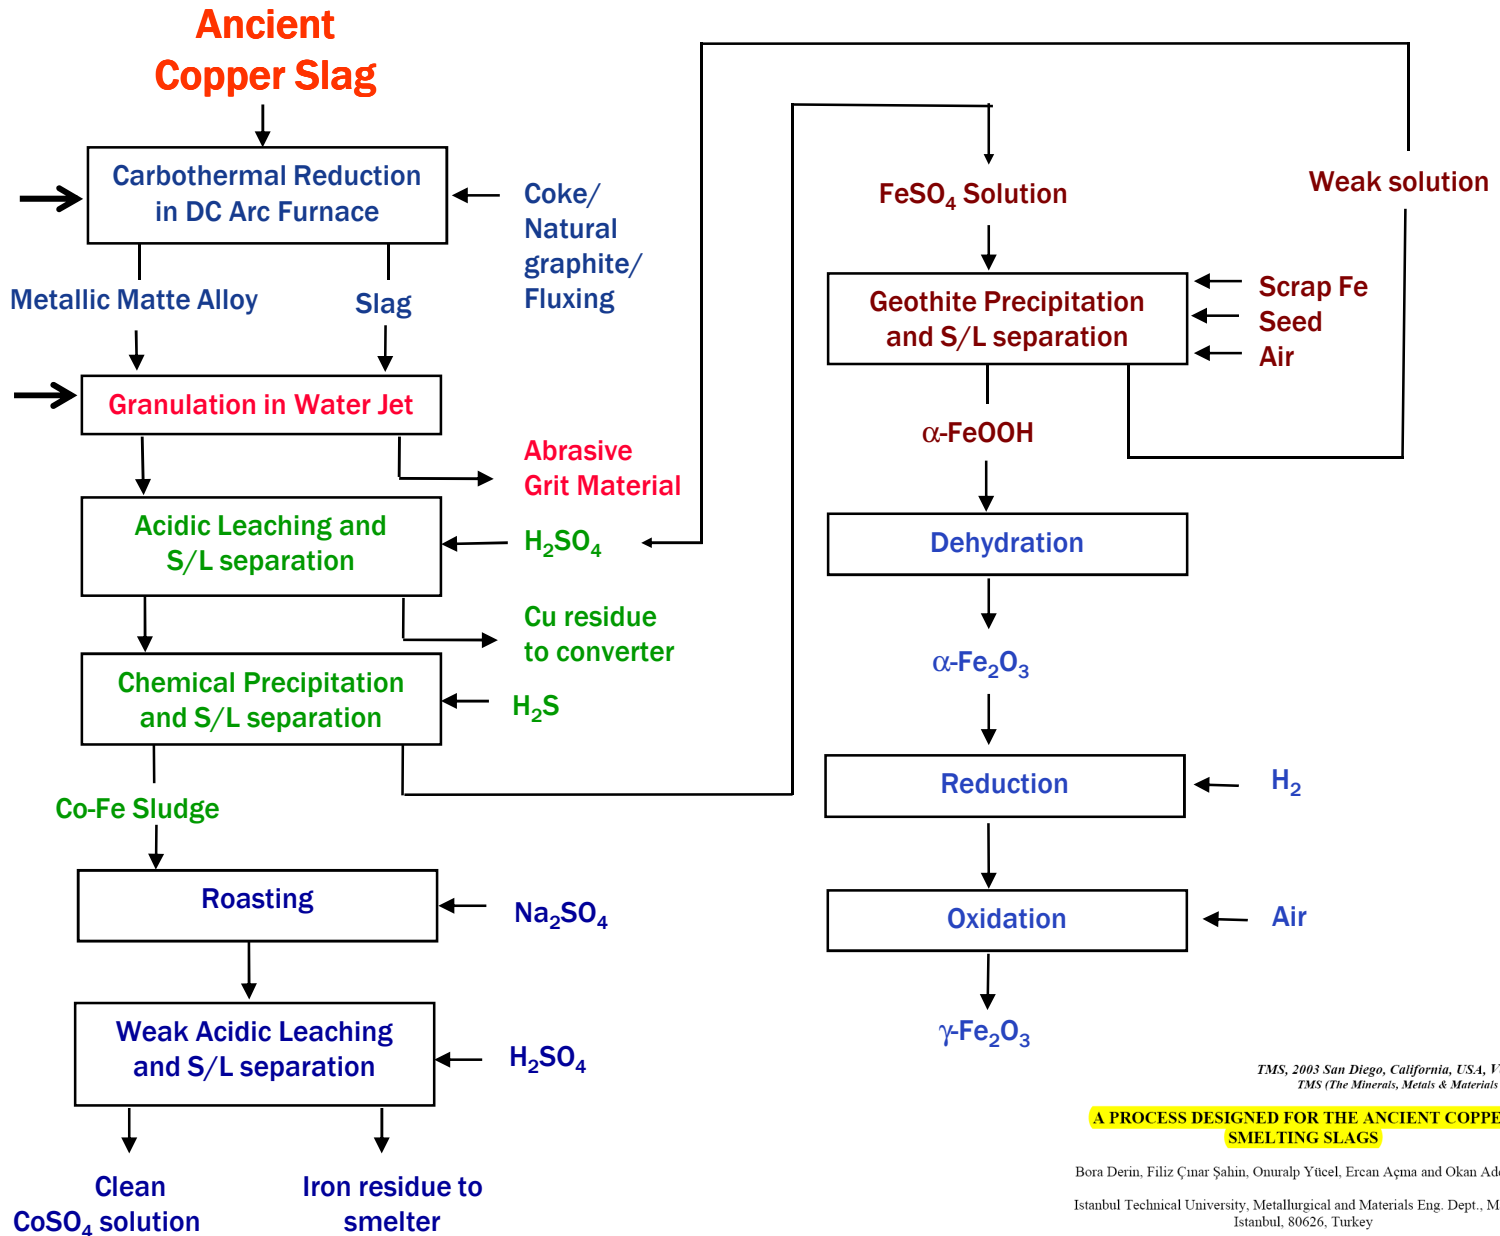 Ancient
Copper Slag
Carbothermal Reduction
in DC Arc Furnace
Coke/
Natural
graphite/
Fluxing
Metallic Matte Alloy
Slag
Granulation in Water Jet
Abrasive
Grit Material
Acidic Leaching and
S/L separation
H2SO4
Cu residue
to converter
Chemical Precipitation
and S/L separation
H2S
Co-Fe Sludge
Roasting
Na2SO4
Weak Acidic Leaching
and S/L separation
H2SO4
Clean
CoSO4 solution
Iron residue to
smelter
FeSO4 Solution
Weak solution
Geothite Precipitation
and S/L separation
Scrap Fe
Seed
Air
α-FeOOH
Dehydration
α-Fe2O3
Reduction
H2
Oxidation
Air
γ-Fe2O3
TMS, 2003 San Diego, California, USA,
TMS (The Minerals, Metals & Materials
A PROCESS DESIGNED FOR THE ANCIENT COPPE
SMELTING SLAGS
Bora Derin, Filiz Çınar Şahin, Onuralp Yücel, Ercan Açma and Okan Ad
Istanbul Technical University, Metallurgical and Materials Eng. Dept., M
Istanbul, 80626, Turkey